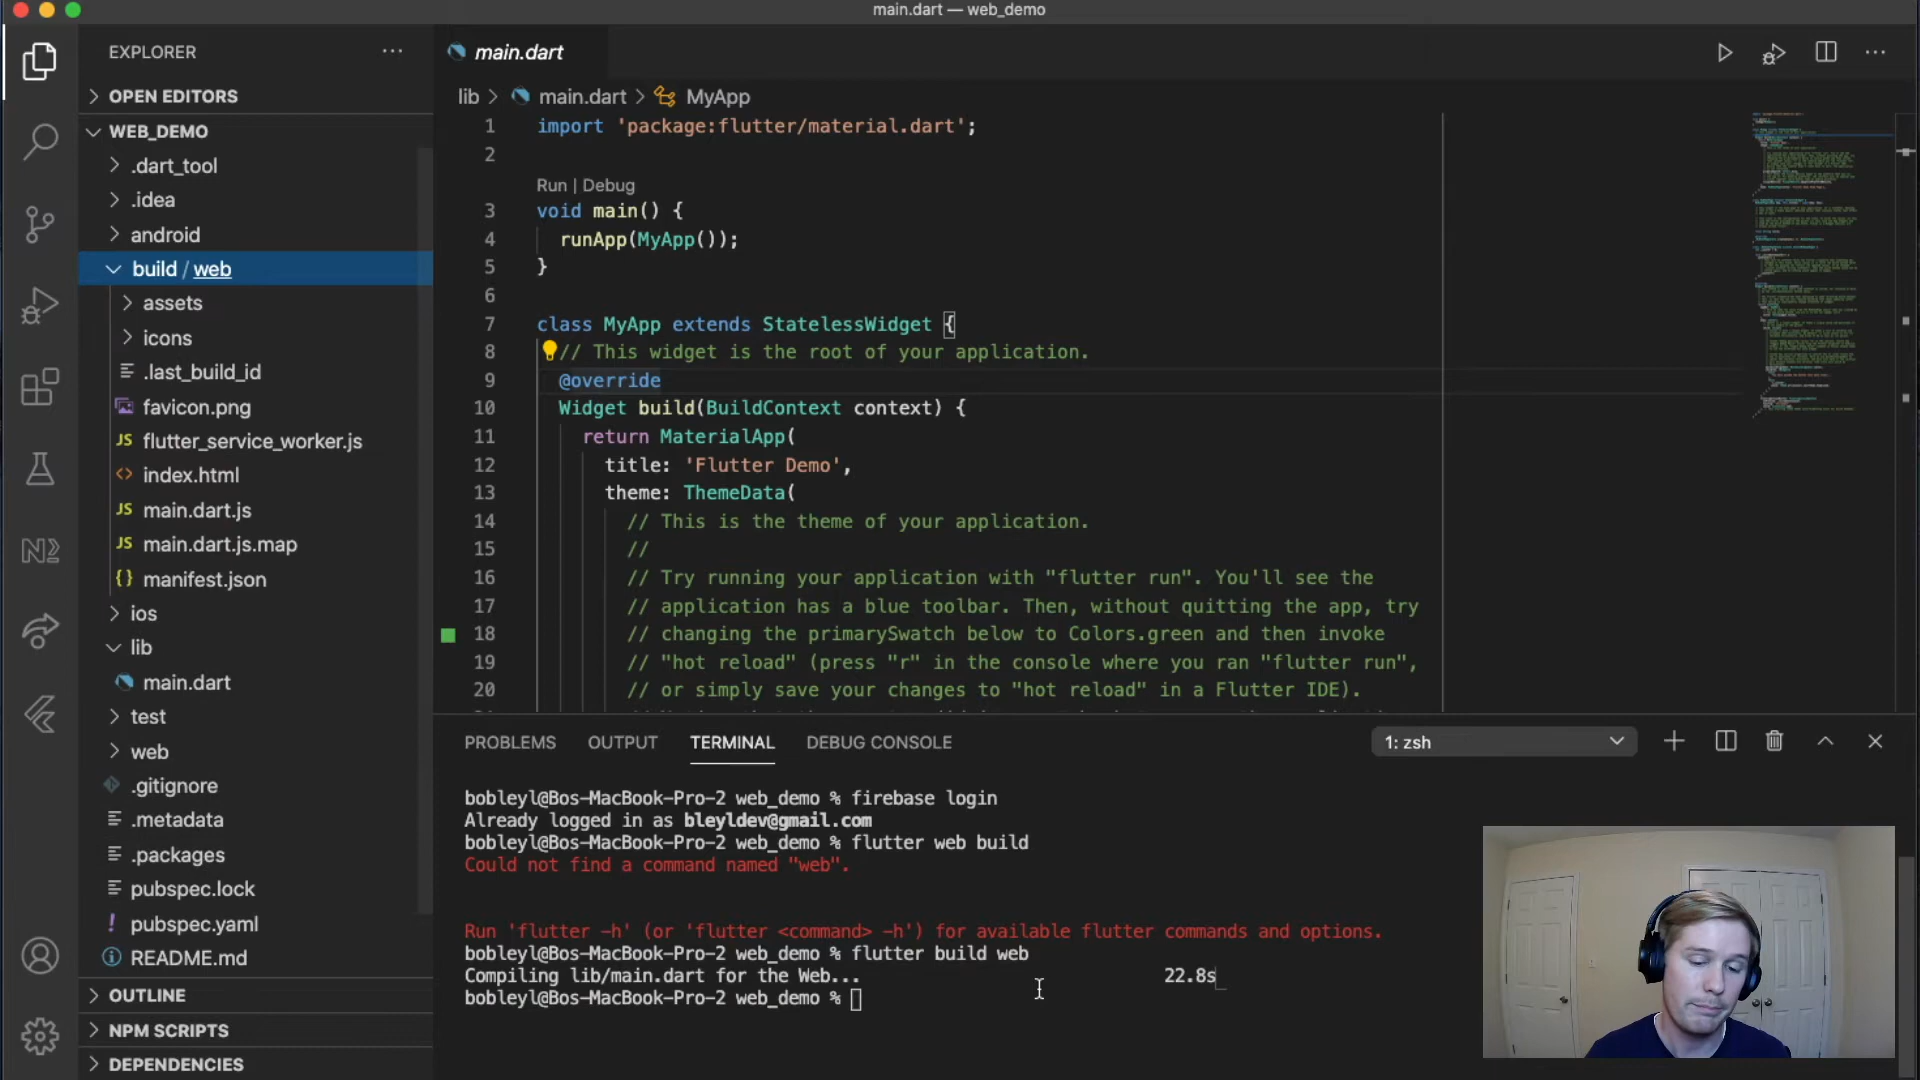 main.dart — web_demo
EXPLORER
OPEN EDITORS
WEB_DEMO
.dart_tool
.idea
android
build / web
assets
icons
.last_build_id
favicon.png
JS flutter_service_worker.js
<> index.html
JS main.dart.js
JS main.dart.js.map
{} manifest.json
ios
lib
main.dart
test
web
.gitignore
.metadata
.packages
pubspec.lock
! pubspec.yaml
README.md
OUTLINE
NPM SCRIPTS
DEPENDENCIES
main.dart
lib > main.dart > MyApp
1 import 'package:flutter/material.dart';
2
Run | Debug
3 void main() {
4 runApp(MyApp());
5 }
6
7 class MyApp extends StatelessWidget {
8 // This widget is the root of your application.
9 @override
10 Widget build(BuildContext context) {
11 return MaterialApp(
12 title: 'Flutter Demo',
13 theme: ThemeData(
14 // This is the theme of your application.
15 //
16 // Try running your application with "flutter run". You'll see the
17 // application has a blue toolbar. Then, without quitting the app, try
18 // changing the primarySwatch below to Colors.green and then invoke
19 // "hot reload" (press "r" in the console where you ran "flutter run",
20 // or simply save your changes to "hot reload" in a Flutter IDE).
PROBLEMS OUTPUT TERMINAL DEBUG CONSOLE
1: zsh
bobleyl@Bos-MacBook-Pro-2 web_demo % firebase login
Already logged in as bleyldev@gmail.com
bobleyl@Bos-MacBook-Pro-2 web_demo % flutter web build
Could not find a command named "web".
Run 'flutter -h' (or 'flutter <command> -h') for available flutter commands and options.
bobleyl@Bos-MacBook-Pro-2 web_demo % flutter build web
Compiling lib/main.dart for the Web... 22.8s
bobleyl@Bos-MacBook-Pro-2 web_demo %